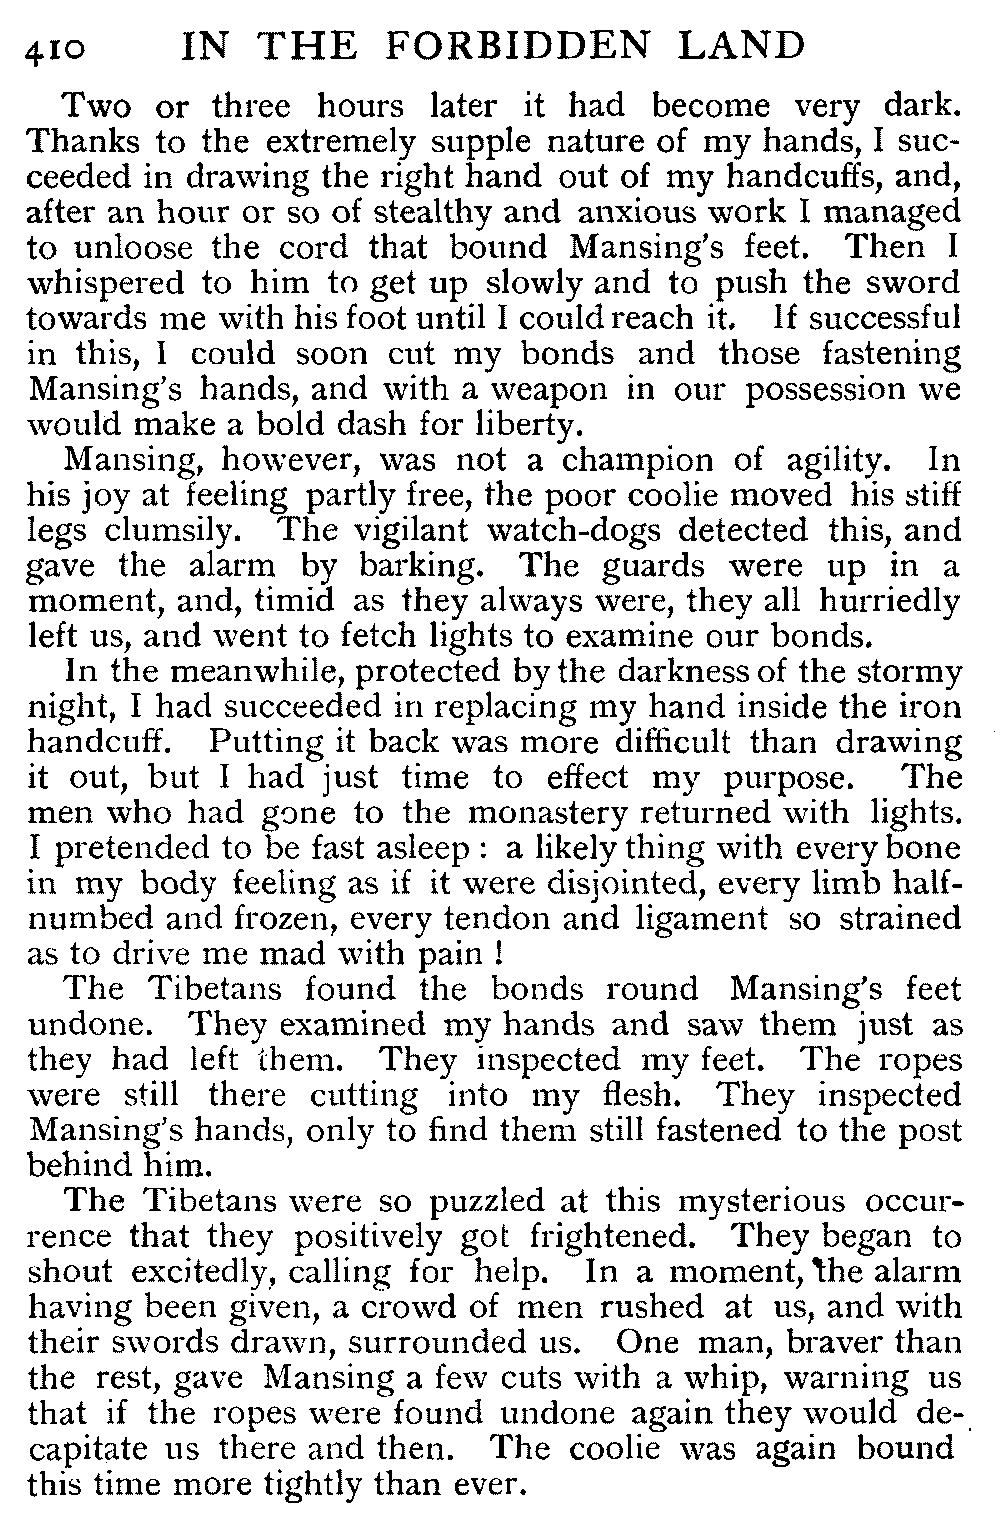 410 IN THE FORBIDDEN LAND
Two or three hours later it had become very dark.
Thanks to the extremely supple nature of my hands, I suc-
ceeded in drawing the right hand out of my handcuffs, and,
after an hour or so of stealthy and anxious work I managed
to unloose the cord that bound Mansing's feet. Then I
whispered to him to get up slowly and to push the sword
towards me with his foot until I could reach it. If successful
in this, I could soon cut my bonds and those fastening
Mansing's hands, and with a weapon in our possession we
would make a bold dash for liberty.
Mansing, however, was not a champion of agility. In
his joy at feeling partly free, the poor coolie moved his stiff
legs clumsily. The vigilant watch-dogs detected this, and
gave the alarm by barking. The guards were up in a
moment, and, timid as they always were, they all hurriedly
left us, and went to fetch lights to examine our bonds.
In the meanwhile, protected by the darkness of the stormy
night, I had succeeded in replacing my hand inside the iron
handcuff. Putting it back was more difficult than drawing
it out, but I had just time to effect my purpose. The
men who had gone to the monastery returned with lights.
I pretended to be fast asleep : a likely thing with every bone
in my body feeling as if it were disjointed, every limb half-
numbed and frozen, every tendon and ligament so strained
as to drive me mad with pain !
The Tibetans found the bonds round Mansing's feet
undone. They examined my hands and saw them just as
they had left them. They inspected my feet. The ropes
were still there cutting into my flesh. They inspected
Mansing's hands, only to find them still fastened to the post
behind him.
The Tibetans were so puzzled at this mysterious occur-
rence that they positively got frightened. They began to
shout excitedly, calling for help. In a moment, the alarm
having been given, a crowd of men rushed at us, and with
their swords drawn, surrounded us. One man, braver than
the rest, gave Mansing a few cuts with a whip, warning us
that if the ropes were found undone again they would de-
capitate us there and then. The coolie was again bound
this time more tightly than ever.